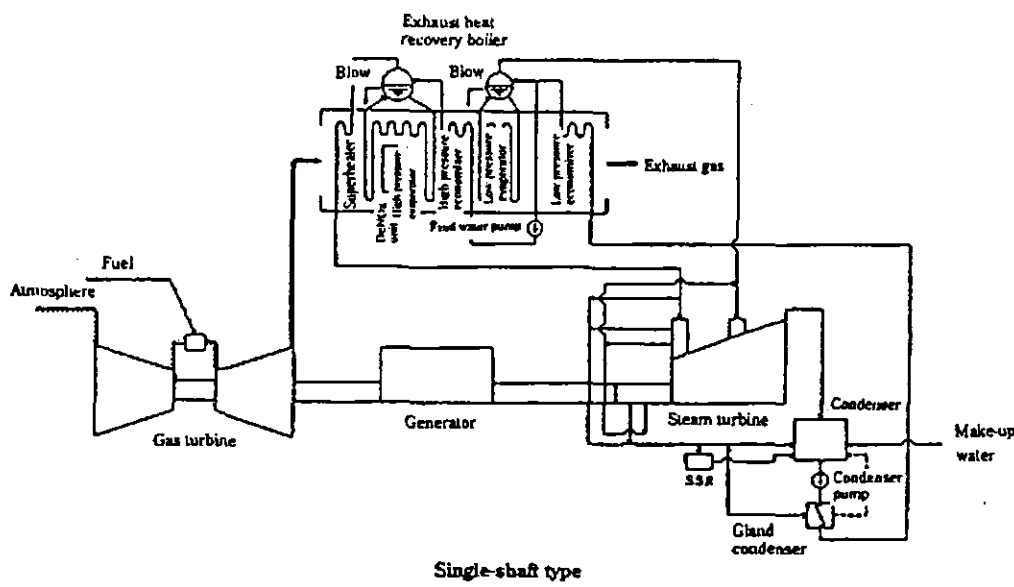 Exhaust heat
recovery boiler
Blow
Blow
Superheater
DeNOx
unit
High pressure
evaporator
High pressure
economizer
Low pressure
evaporator
Low pressure
economizer
Exhaust gas
Feed water pump
Fuel
Atmosphere
Gas turbine
Generator
Steam turbine
Condenser
Make-up
water
S.S.R
Condenser
pump
Gland
condenser
Single-shaft type